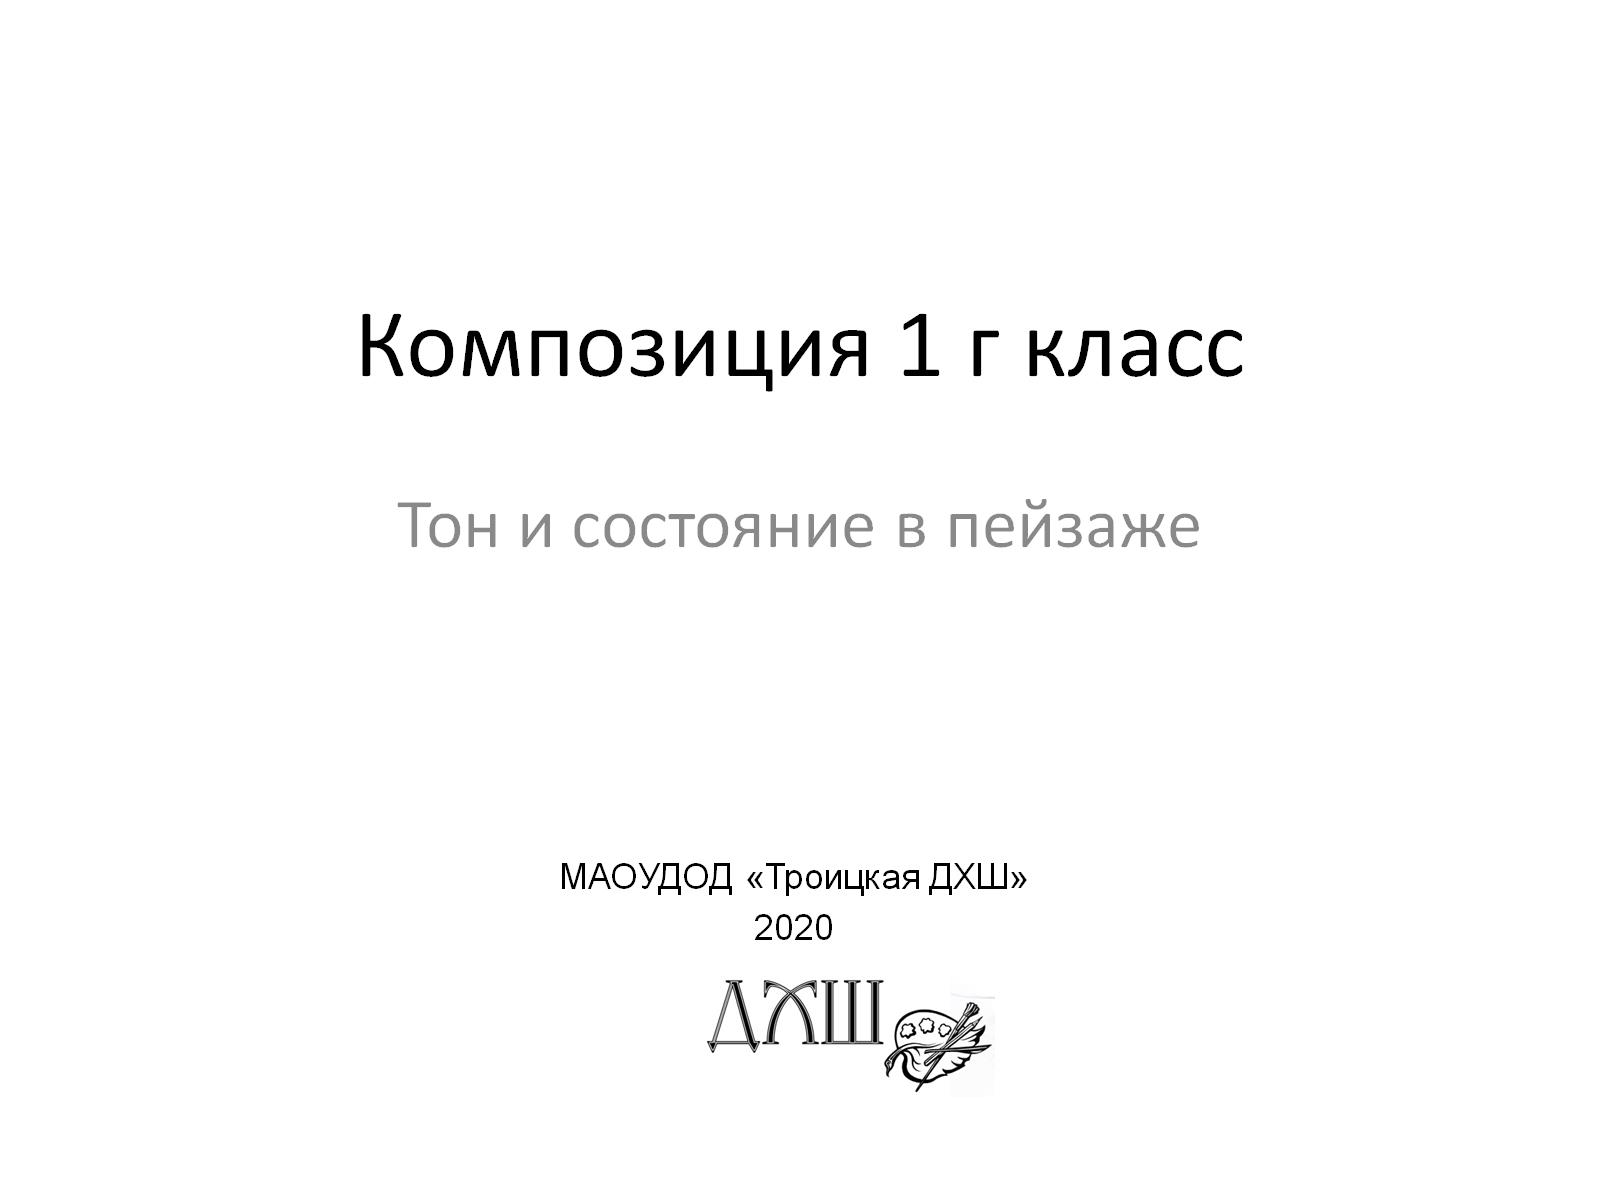 Композиция 1 г класс
Тон и состояние в пейзаже
МАОУДОД «Троицкая ДХШ»
2020
ДХШ